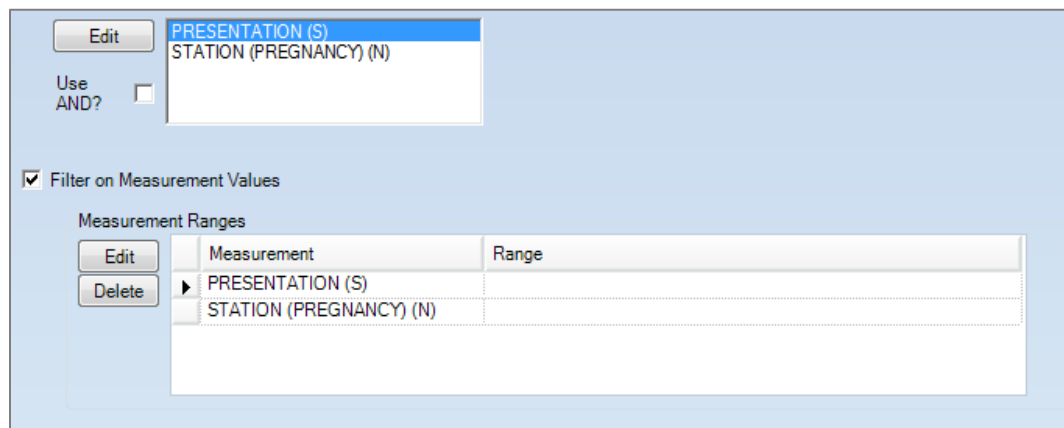 Edit
PRESENTATION (S)
STATION (PREGNANCY) (N)
Use
AND?
Filter on Measurement Values
Measurement Ranges
Edit
Measurement Range
Delete
PRESENTATION (S)
STATION (PREGNANCY) (N)